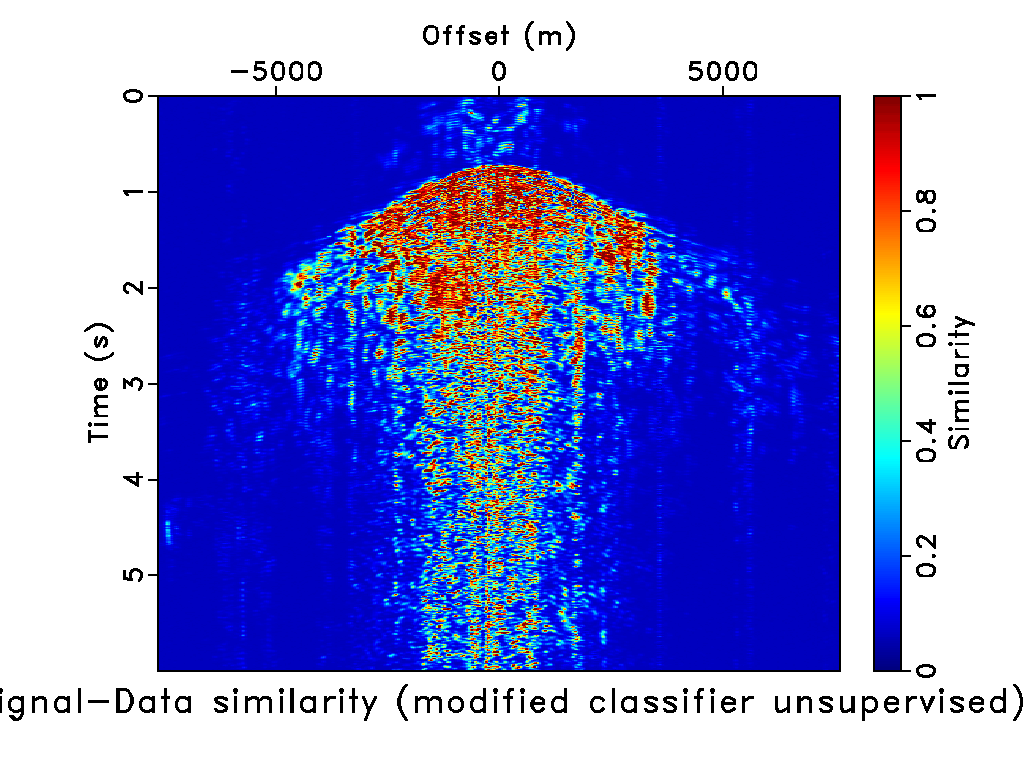 Offset (m)
−5000 0 5000
0
1
2
3
4
5
Time (s)
1
0.8
0.6
0.4
0.2
0
Similarity
ignal−Data similarity (modified classifier unsupervised)